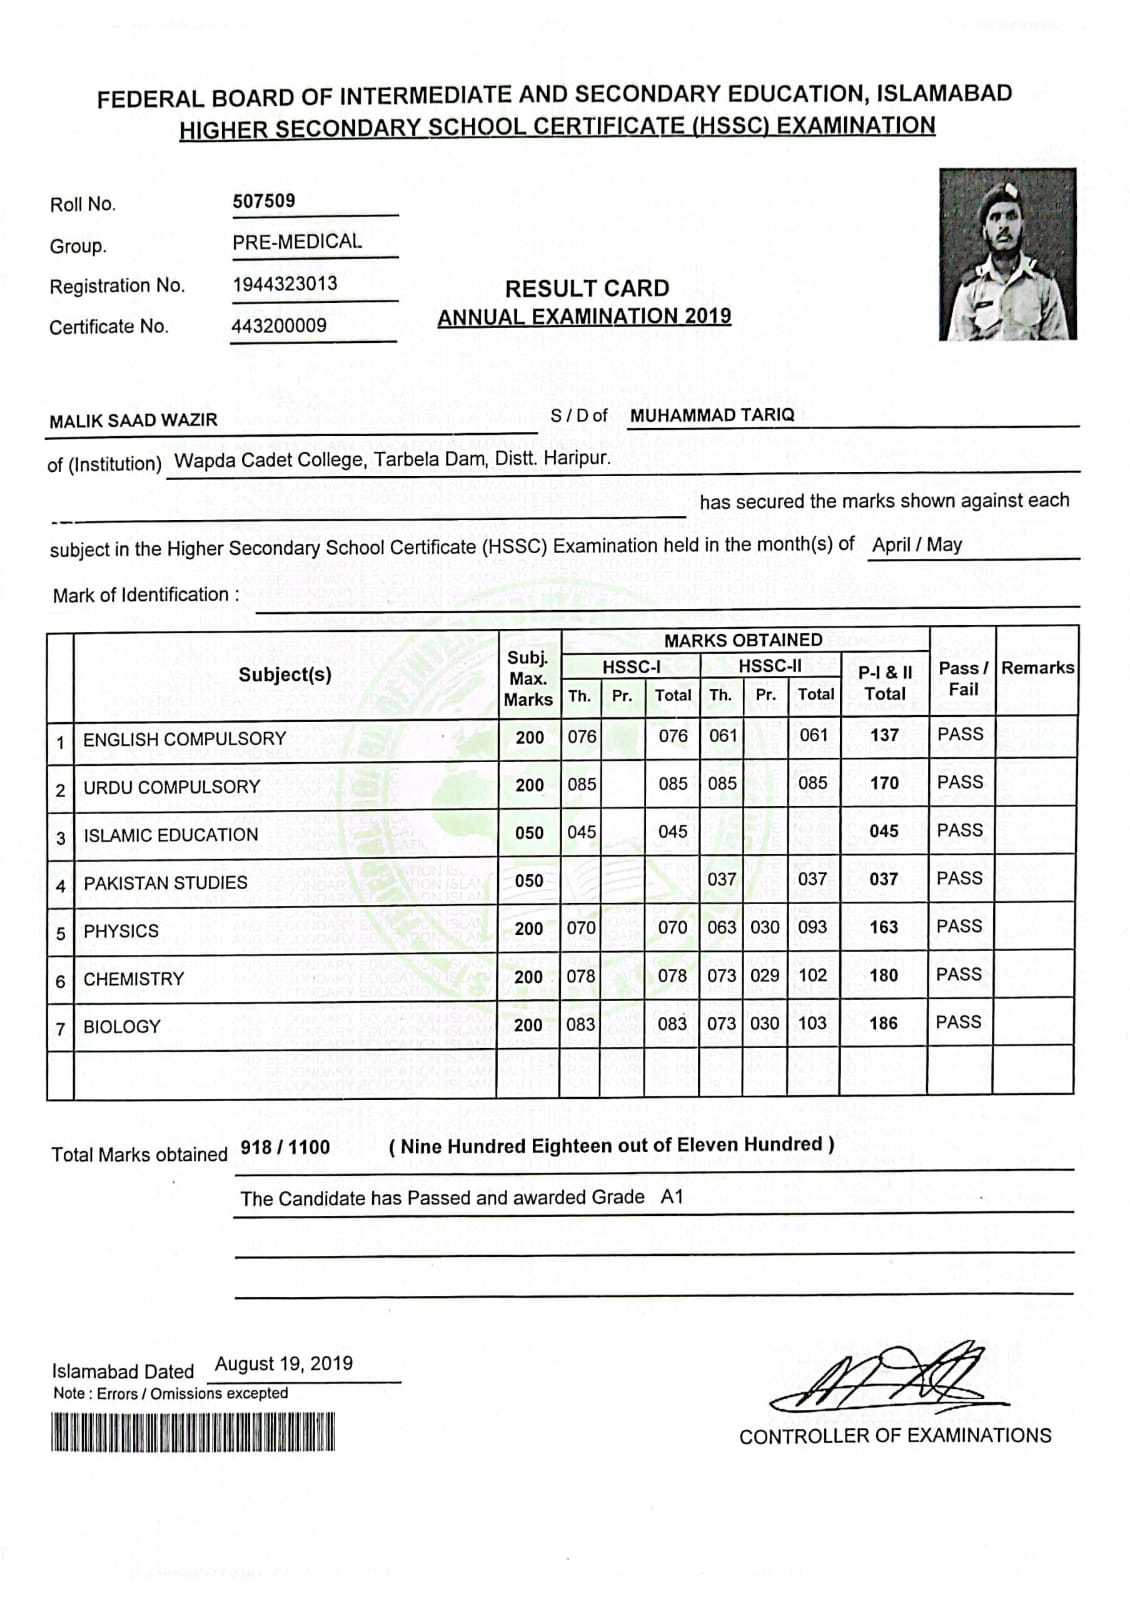 FEDERAL BOARD OF INTERMEDIATE AND SECONDARY EDUCATION, ISLAMABAD
HIGHER SECONDARY SCHOOL CERTIFICATE (HSSC) EXAMINATION
Roll No. 507509
Group. PRE-MEDICAL
Registration No. 1944323013
Certificate No. 443200009
RESULT CARD
ANNUAL EXAMINATION 2019
MALIK SAAD WAZIR S / D of MUHAMMAD TARIQ
of (Institution) Wapda Cadet College, Tarbela Dam, Distt. Haripur.
--- has secured the marks shown against each
subject in the Higher Secondary School Certificate (HSSC) Examination held in the month(s) of April / May
Mark of Identification :
Subject(s) Subj. Max. Marks MARKS OBTAINED Pass / Fail Remarks
HSSC-I HSSC-II P-I & II Total
Th. Pr. Total Th. Pr. Total
1 ENGLISH COMPULSORY 200 076 076 061 061 137 PASS
2 URDU COMPULSORY 200 085 085 085 085 170 PASS
3 ISLAMIC EDUCATION 050 045 045 045 PASS
4 PAKISTAN STUDIES 050 037 037 037 PASS
5 PHYSICS 200 070 070 063 030 093 163 PASS
6 CHEMISTRY 200 078 078 073 029 102 180 PASS
7 BIOLOGY 200 083 083 073 030 103 186 PASS
Total Marks obtained 918 / 1100 ( Nine Hundred Eighteen out of Eleven Hundred )
The Candidate has Passed and awarded Grade A1
Islamabad Dated August 19, 2019
Note : Errors / Omissions excepted
CONTROLLER OF EXAMINATIONS